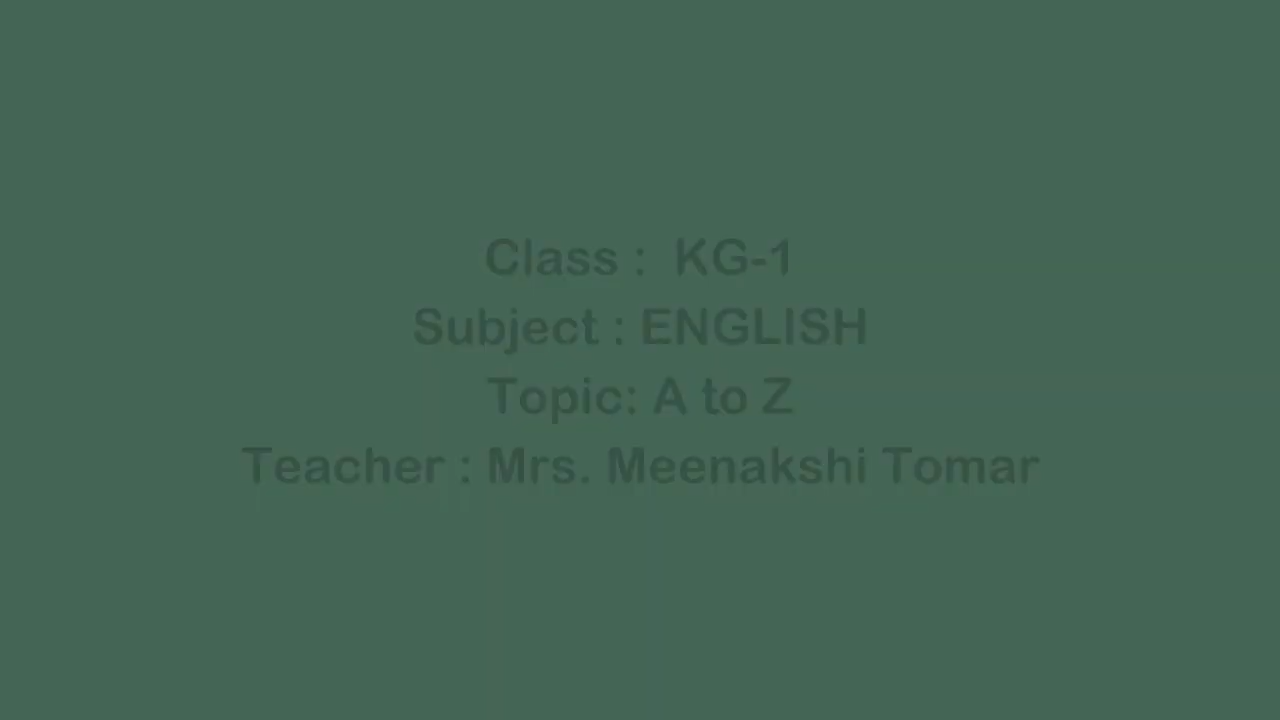 Class :  KG-1
Subject : ENGLISH
Topic: A to Z
Teacher : Mrs. Meenakshi Tomar